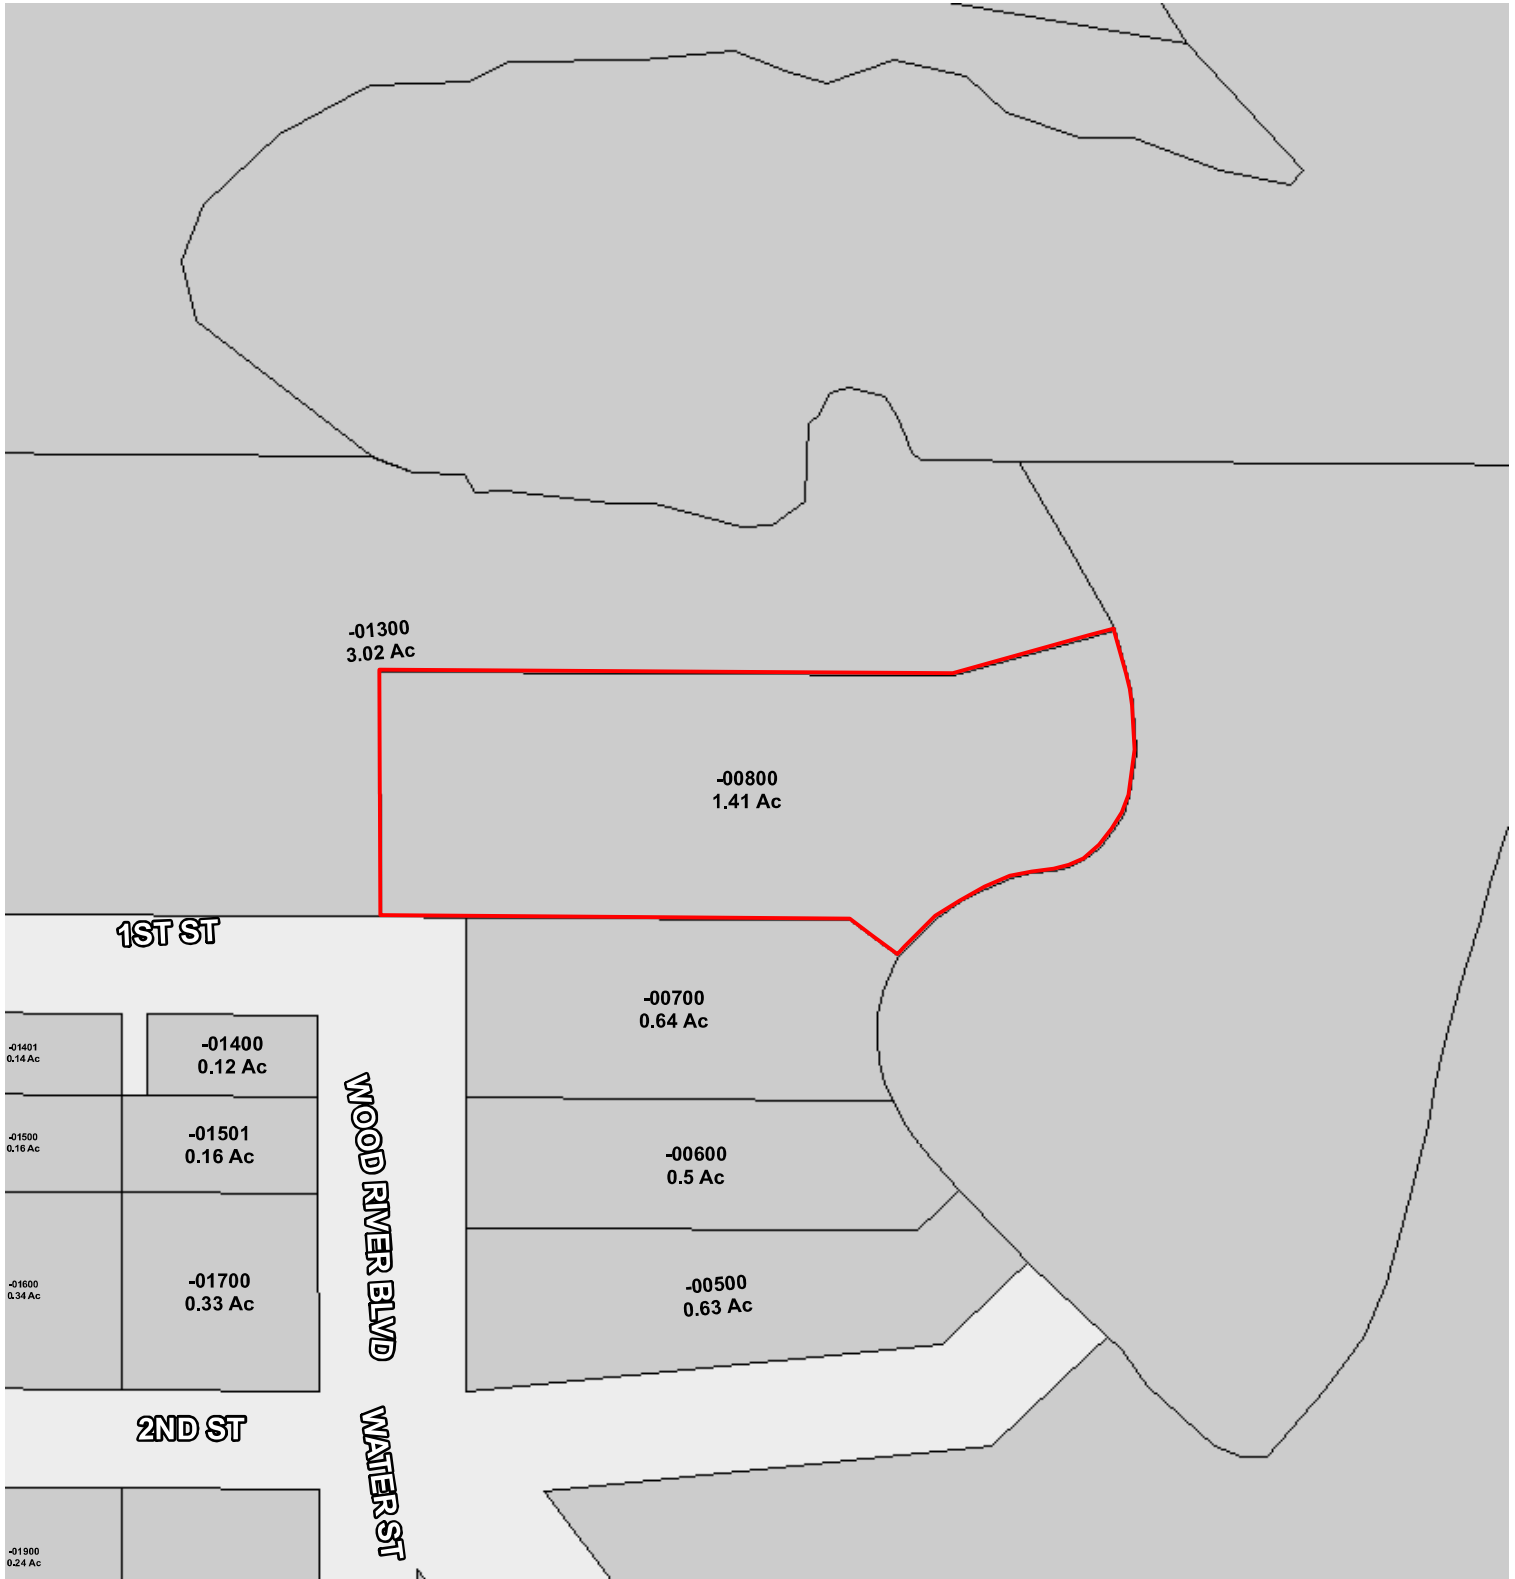 -01300
3.02 Ac
-00800
1.41 Ac
1ST ST
-00700
0.64 Ac
-01401
0.14 Ac
-01400
0.12 Ac
-01500
0.16 Ac
-01501
0.16 Ac
-00600
0.5 Ac
WOOD RIVER BLVD
-01600
0.34 Ac
-01700
0.33 Ac
-00500
0.63 Ac
2ND ST
WATER ST
-01900
0.24 Ac